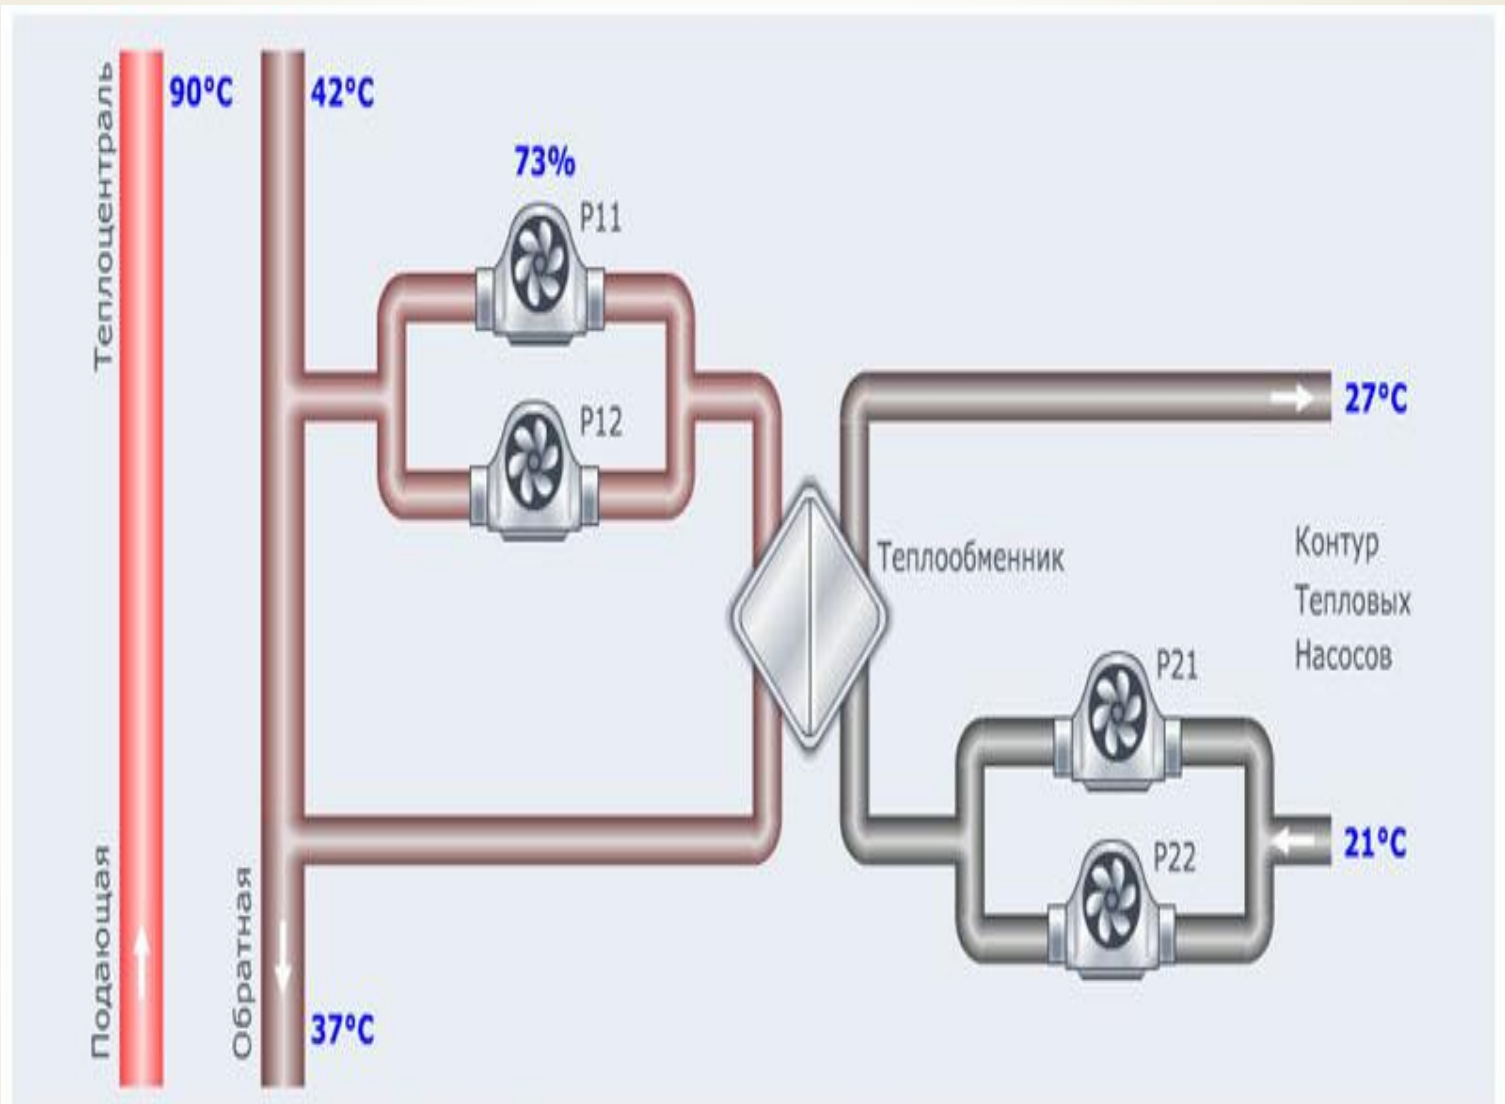 Теплоцентраль
90°C
42°C
73%
P11
P12
27°C
Теплообменник
Контур
Тепловых
Насосов
P21
P22
21°C
Подающая
Обратная
37°C